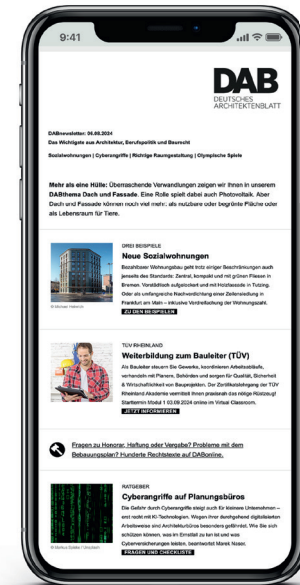 9:41
DAB
DEUTSCHES
ARCHITEKTENBLATT
DABnewsletter: 06.09.2024
Das Wichtigste aus Architektur, Berufspolitik und Baurecht
Sozialwohnungen | Cyberangriffe | Richtige Raumgestaltung | Olympische Spiele
Mehr als eine Hülle: Überraschende Verwandlungen zeigen wir Ihnen in unserem
DABthema Dach und Fassade. Eine Rolle spielt dabei auch Photovoltaik. Aber
Dach und Fassade können noch viel mehr: als nutzbare oder begrünte Fläche oder
als Lebensraum für Tiere.
DREI BEISPIELE
Neue Sozialwohnungen
Bezahlbarer Wohnungsbau geht trotz einiger Beschränkungen auch
jenseits des Standards: Zentral, kompakt und mit grünen Fliesen in
Bremen. Vorstädtisch aufgelockert und mit Holzfassade in Tutzing.
Oder als umfangreiche Nachverdichtung einer Zeilensiedlung in
Frankfurt am Main – inklusive Verdreifachung der Wohnungszahl.
ZU DEN BEISPIELEN
© Michael Heinrich
TÜV RHEINLAND
Weiterbildung zum Bauleiter (TÜV)
Als Bauleiter steuern Sie Gewerke, koordinieren Arbeitsabläufe,
verhandeln mit Planern, Behörden und sorgen für Qualität, Sicherheit
& Wirtschaftlichkeit von Bauprojekten. Der Zertifikatslehrgang der TÜV
Rheinland Akademie vermittelt Ihnen praxisnah das nötige Rüstzeug!
Starttermin Modul 1 03.09.2024 online im Virtual Classroom.
JETZT INFORMIEREN
Fragen zu Honorar, Haftung oder Vergabe? Probleme mit dem
Bebauungsplan? Hunderte Rechtstexte auf DABonline.
RATGEBER
Cyberangriffe auf Planungsbüros
Die Gefahr durch Cyberangriffe steigt auch für kleinere Unternehmen –
erst recht mit KI-Technologien. Wegen ihrer durchgehend digitalisierten
Arbeitsweise sind Architekturbüros besonders gefährdet. Wie Sie sich
schützen können, was im Ernstfall zu tun ist und was
Cyberversicherungen leisten, beantwortet Marek Naser.
FRAGEN UND CHECKLISTE
© Markus Spiske / Unsplash